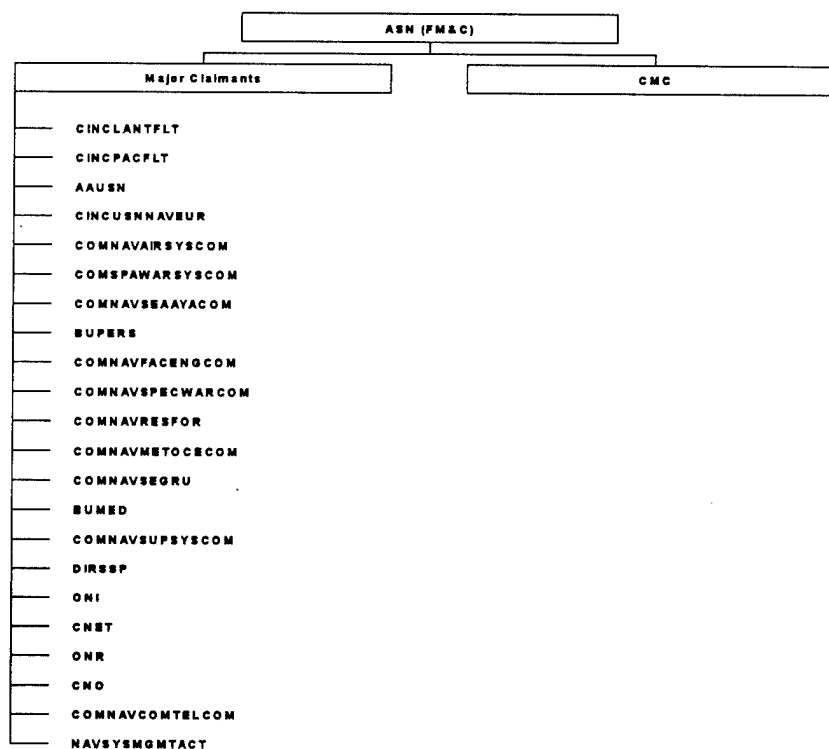 ASN (FM&C)
Major Claimants
CMC
CINCLANTFLT
CINCPACFLT
AAUSN
CINCUSNNAVEUR
COMNAVAIRSYSCOM
COMSPAWARSYSCOM
COMNAVSEAAYACOM
BUPERS
COMNAVFACENGCOM
COMNAVSPECWARCOM
COMNAVRESFOR
COMNAVMETOCECOM
COMNAVSEGRU
BUMED
COMNAVSUPSYSCOM
DIRSSP
ONI
CNET
ONR
CNO
COMNAVCOMTELCOM
NAVSYSMGMTACT